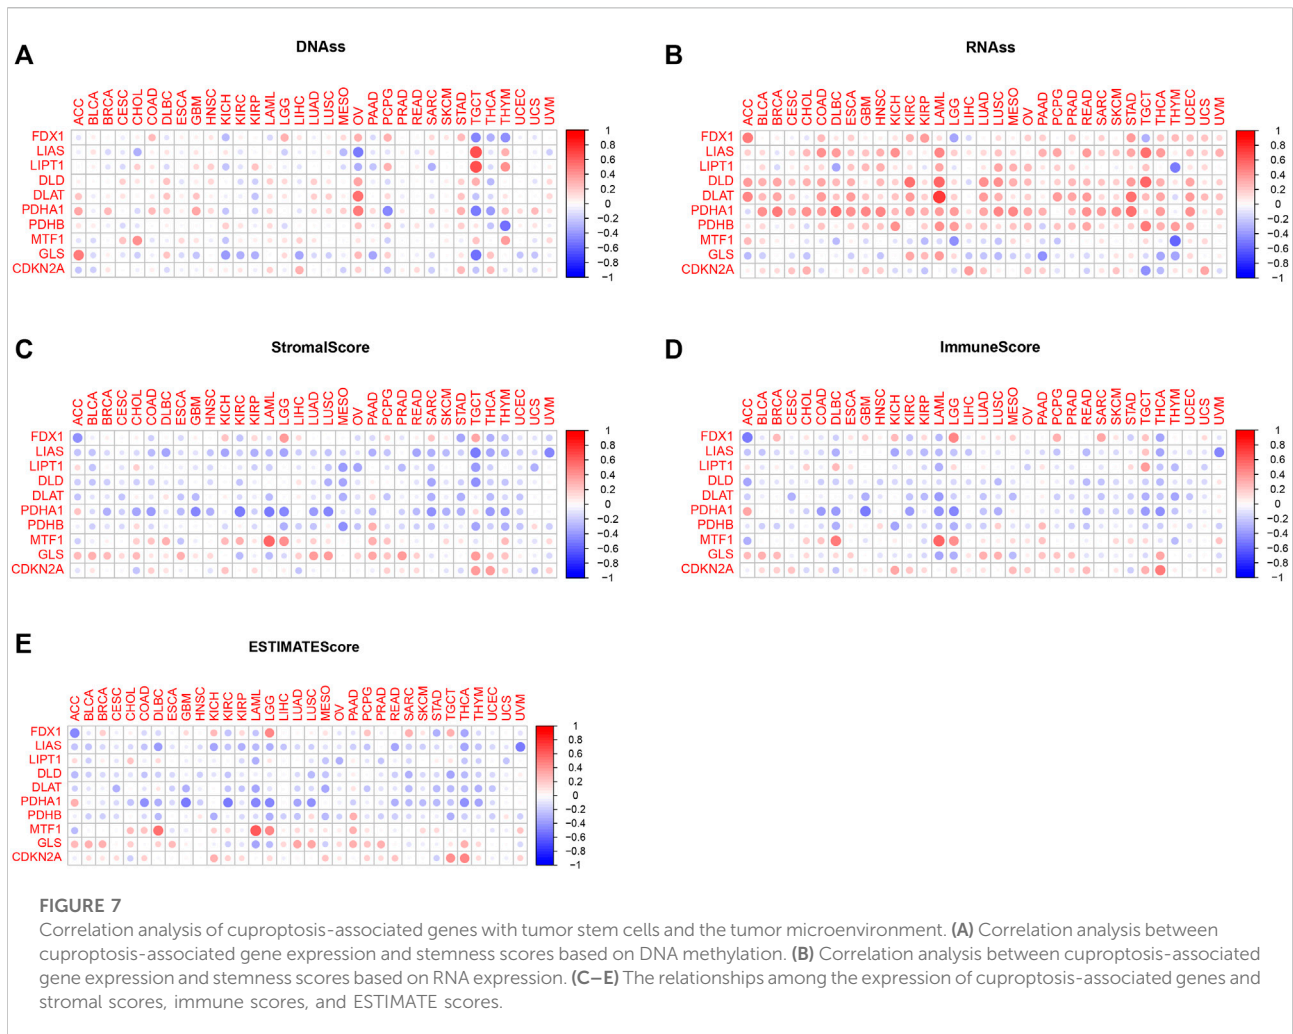 A
DNAss
ACC BLCA BRCA CESC CHOL COAD DLBC ESCA GBM HNSC KICH KIRC KIRP LAML LGG LIHC LUAD LUSC MESO OV PAAD PCPG PRAD READ SARC SKCM STAD TGCT THCA THYM UCEC UCS UVM
FDX1
LIAS
LIPT1
DLD
DLAT
PDHA1
PDHB
MTF1
GLS
CDKN2A
1
0.8
0.6
0.4
0.2
0
−0.2
−0.4
−0.6
−0.8
−1
B
RNAss
ACC BLCA BRCA CESC CHOL COAD DLBC ESCA GBM HNSC KICH KIRC KIRP LAML LGG LIHC LUAD LUSC MESO OV PAAD PCPG PRAD READ SARC SKCM STAD TGCT THCA THYM UCEC UCS UVM
FDX1
LIAS
LIPT1
DLD
DLAT
PDHA1
PDHB
MTF1
GLS
CDKN2A
1
0.8
0.6
0.4
0.2
0
−0.2
−0.4
−0.6
−0.8
−1
C
StromalScore
ACC BLCA BRCA CESC CHOL COAD DLBC ESCA GBM HNSC KICH KIRC KIRP LAML LGG LIHC LUAD LUSC MESO OV PAAD PCPG PRAD READ SARC SKCM STAD TGCT THCA THYM UCEC UCS UVM
FDX1
LIAS
LIPT1
DLD
DLAT
PDHA1
PDHB
MTF1
GLS
CDKN2A
1
0.8
0.6
0.4
0.2
0
−0.2
−0.4
−0.6
−0.8
−1
D
ImmuneScore
ACC BLCA BRCA CESC CHOL COAD DLBC ESCA GBM HNSC KICH KIRC KIRP LAML LGG LIHC LUAD LUSC MESO OV PAAD PCPG PRAD READ SARC SKCM STAD TGCT THCA THYM UCEC UCS UVM
FDX1
LIAS
LIPT1
DLD
DLAT
PDHA1
PDHB
MTF1
GLS
CDKN2A
1
0.8
0.6
0.4
0.2
0
−0.2
−0.4
−0.6
−0.8
−1
E
ESTIMATEScore
ACC BLCA BRCA CESC CHOL COAD DLBC ESCA GBM HNSC KICH KIRC KIRP LAML LGG LIHC LUAD LUSC MESO OV PAAD PCPG PRAD READ SARC SKCM STAD TGCT THCA THYM UCEC UCS UVM
FDX1
LIAS
LIPT1
DLD
DLAT
PDHA1
PDHB
MTF1
GLS
CDKN2A
1
0.8
0.6
0.4
0.2
0
−0.2
−0.4
−0.6
−0.8
−1
FIGURE 7
Correlation analysis of cuproptosis-associated genes with tumor stem cells and the tumor microenvironment. (A) Correlation analysis between
cuproptosis-associated gene expression and stemness scores based on DNA methylation. (B) Correlation analysis between cuproptosis-associated
gene expression and stemness scores based on RNA expression. (C–E) The relationships among the expression of cuproptosis-associated genes and
stromal scores, immune scores, and ESTIMATE scores.